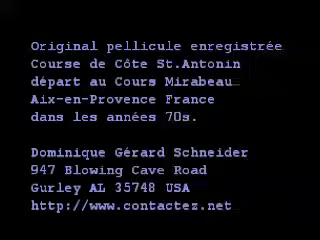 Original pellicule enregistrée
Course de Côte St.Antonin
départ au Cours Mirabeau
Aix-en-Provence France
dans les années 70s.
Dominique Gérard Schneider
947 Blowing Cave Road
Gurley AL 35748 USA
http://www.contactez.net